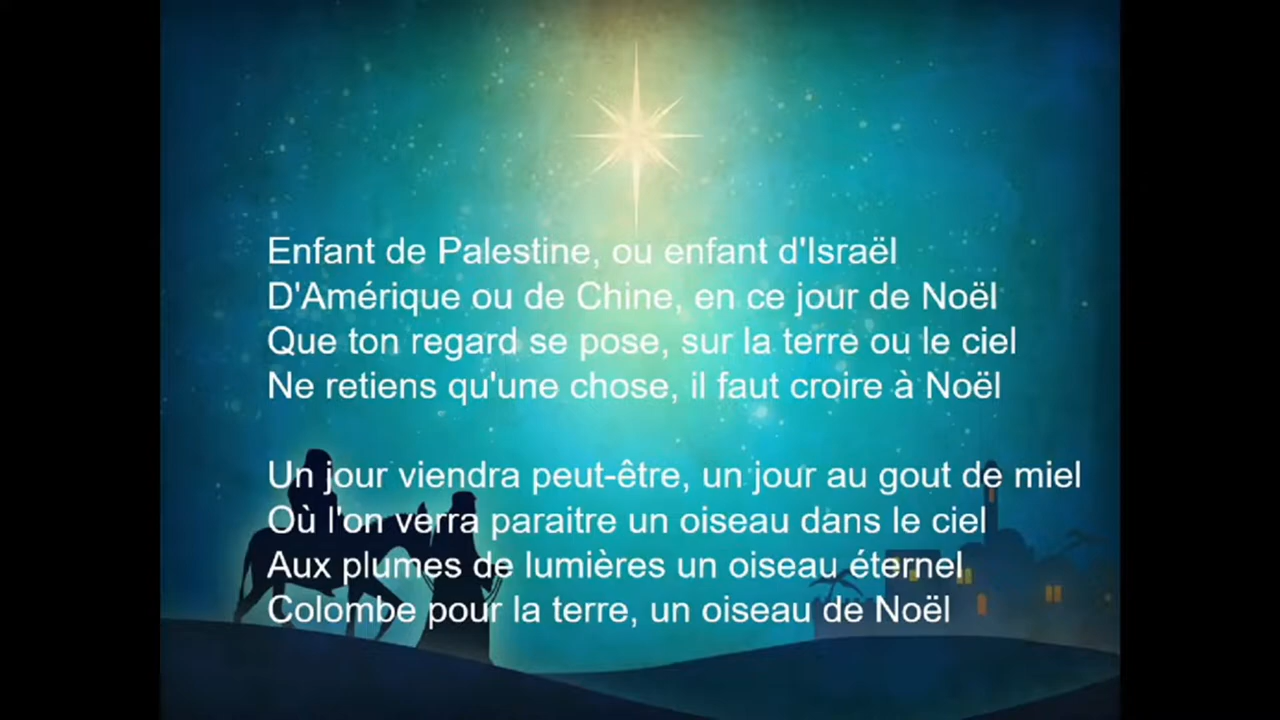 Enfant de Palestine, ou enfant d'Israël
D'Amérique ou de Chine, en ce jour de Noël
Que ton regard se pose, sur la terre ou le ciel
Ne retiens qu'une chose, il faut croire à Noël
Un jour viendra peut-être, un jour au gout de miel
Où l'on verra paraitre un oiseau dans le ciel
Aux plumes de lumières un oiseau éternel
Colombe pour la terre, un oiseau de Noël